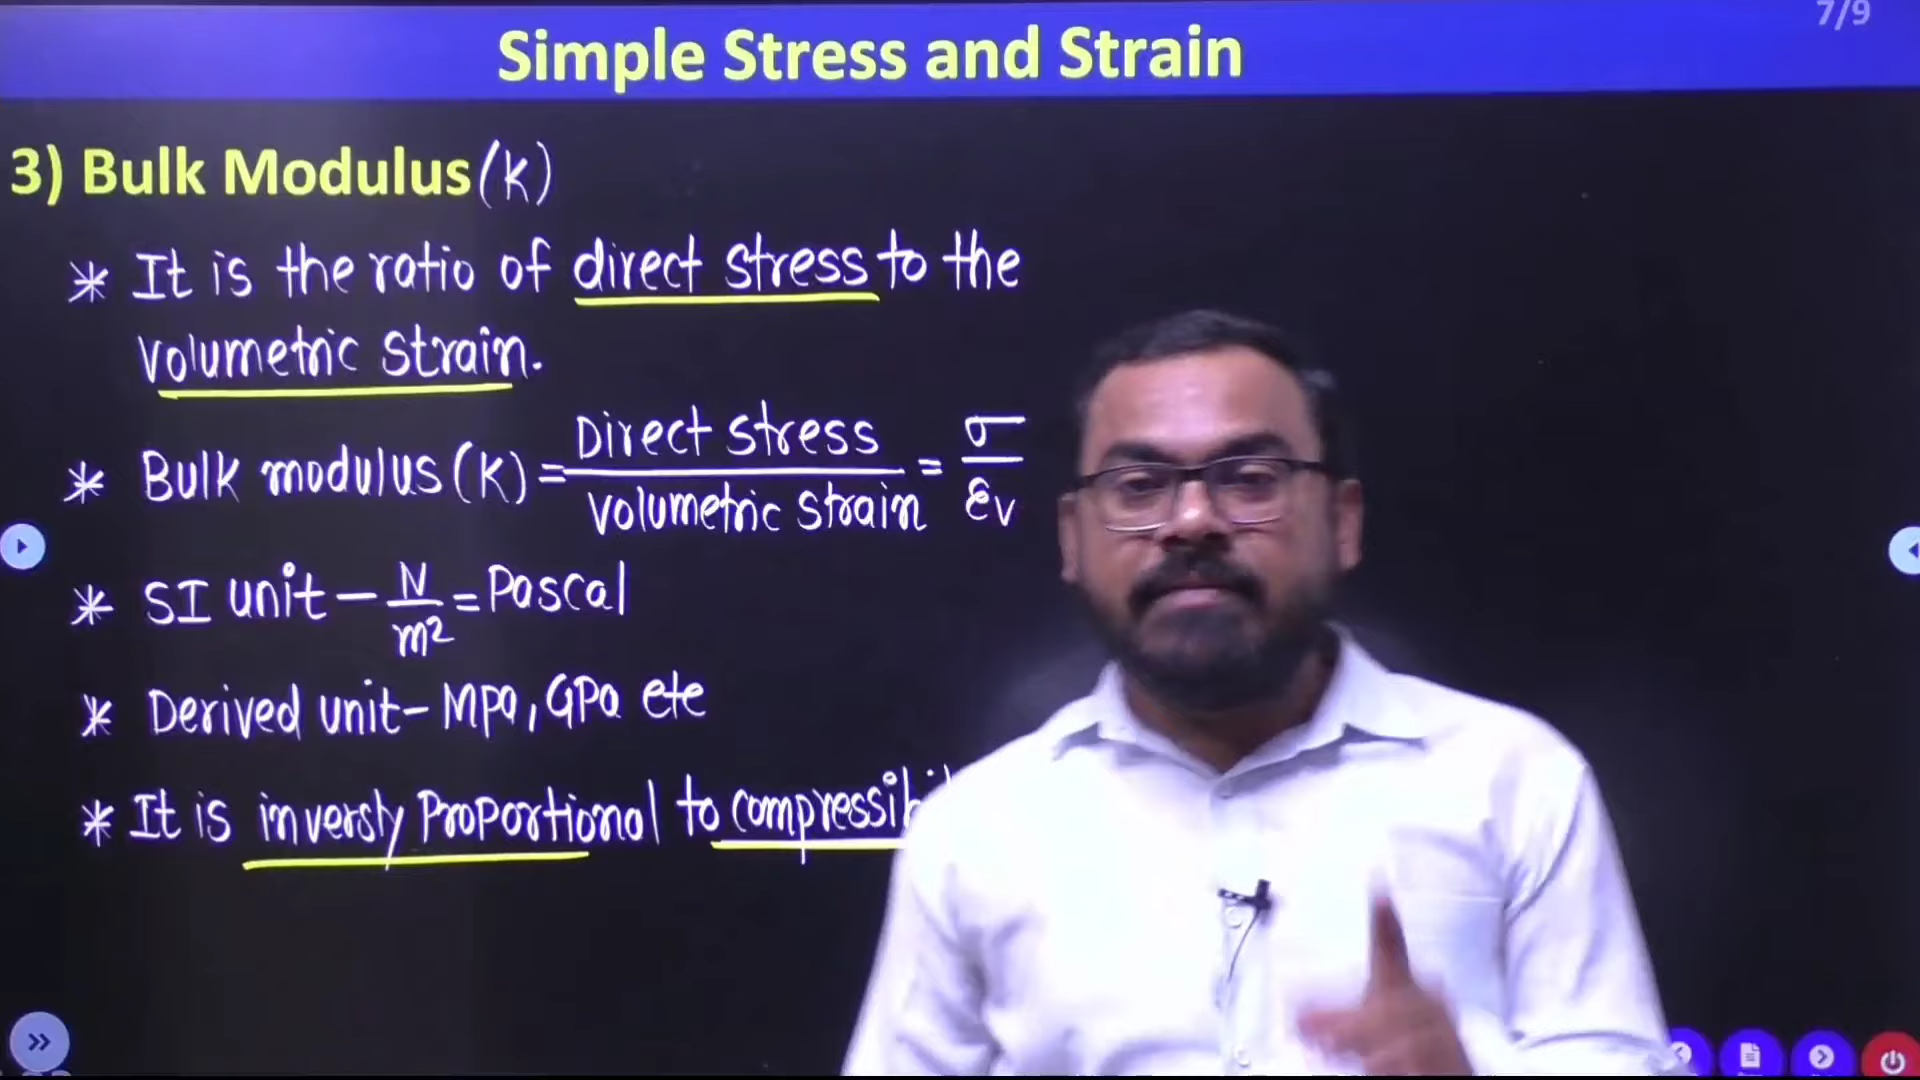 7/9
Simple Stress and Strain
3) Bulk Modulus (K)
* It is the ratio of direct stress to the
volumetric strain.
* Bulk modulus (K) = Direct stress / volumetric strain = σ / εv
* SI unit – N/m² = Pascal
* Derived unit – MPa, GPa etc
* It is inversly proportional to